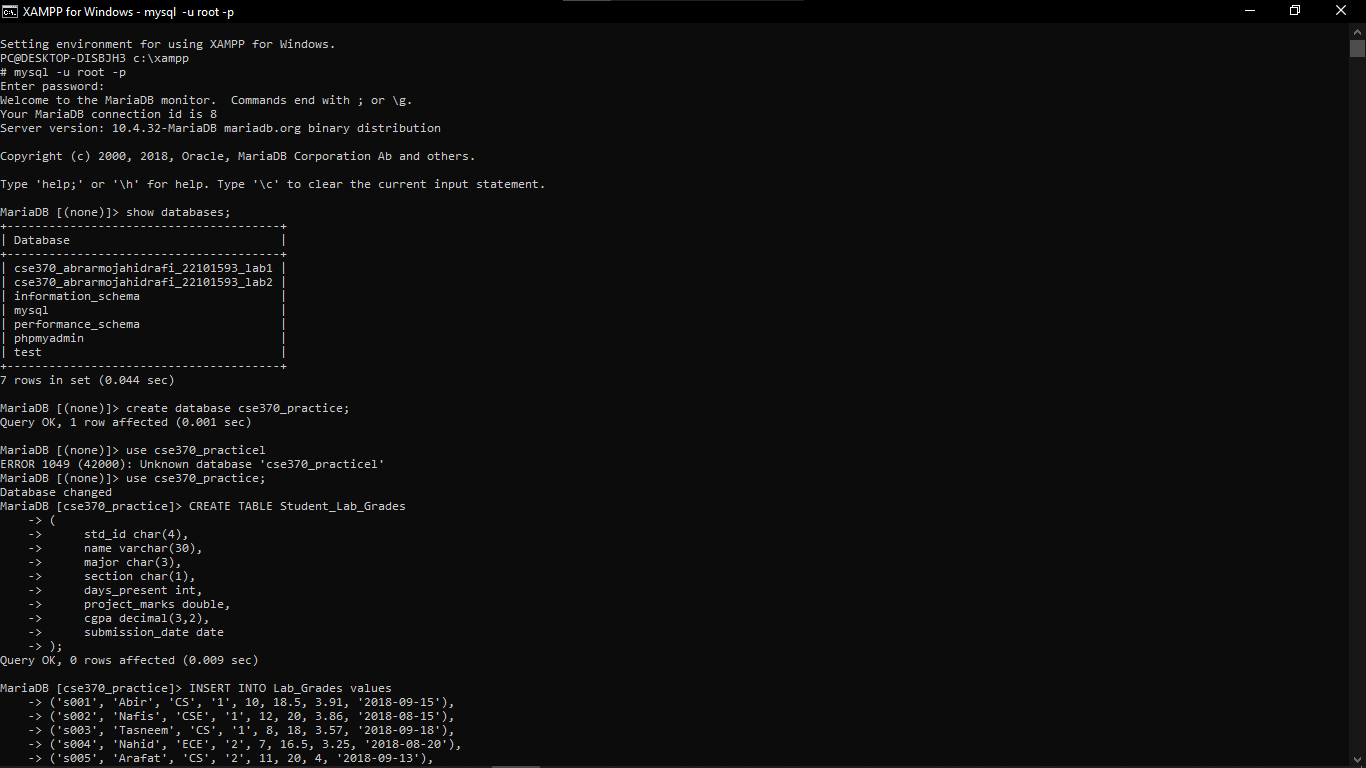 XAMPP for Windows - mysql  -u root -p
Setting environment for using XAMPP for Windows.
PC@DESKTOP-DISBJH3 c:\xampp
# mysql -u root -p
Enter password:
Welcome to the MariaDB monitor.  Commands end with ; or \g.
Your MariaDB connection id is 8
Server version: 10.4.32-MariaDB mariadb.org binary distribution
Copyright (c) 2000, 2018, Oracle, MariaDB Corporation Ab and others.
Type 'help;' or '\h' for help. Type '\c' to clear the current input statement.
MariaDB [(none)]> show databases;
+---------------------------------------+
| Database                              |
+---------------------------------------+
| cse370_abrarmojahidrafi_22101593_lab1 |
| cse370_abrarmojahidrafi_22101593_lab2 |
| information_schema                    |
| mysql                                 |
| performance_schema                    |
| phpmyadmin                            |
| test                                  |
+---------------------------------------+
7 rows in set (0.044 sec)
MariaDB [(none)]> create database cse370_practice;
Query OK, 1 row affected (0.001 sec)
MariaDB [(none)]> use cse370_practicel
ERROR 1049 (42000): Unknown database 'cse370_practicel'
MariaDB [(none)]> use cse370_practice;
Database changed
MariaDB [cse370_practice]> CREATE TABLE Student_Lab_Grades
    -> (
    ->      std_id char(4),
    ->      name varchar(30),
    ->      major char(3),
    ->      section char(1),
    ->      days_present int,
    ->      project_marks double,
    ->      cgpa decimal(3,2),
    ->      submission_date date
    -> );
Query OK, 0 rows affected (0.009 sec)
MariaDB [cse370_practice]> INSERT INTO Lab_Grades values
    -> ('s001', 'Abir', 'CS', '1', 10, 18.5, 3.91, '2018-09-15'),
    -> ('s002', 'Nafis', 'CSE', '1', 12, 20, 3.86, '2018-08-15'),
    -> ('s003', 'Tasneem', 'CS', '1', 8, 18, 3.57, '2018-09-18'),
    -> ('s004', 'Nahid', 'ECE', '2', 7, 16.5, 3.25, '2018-08-20'),
    -> ('s005', 'Arafat', 'CS', '2', 11, 20, 4, '2018-09-13'),